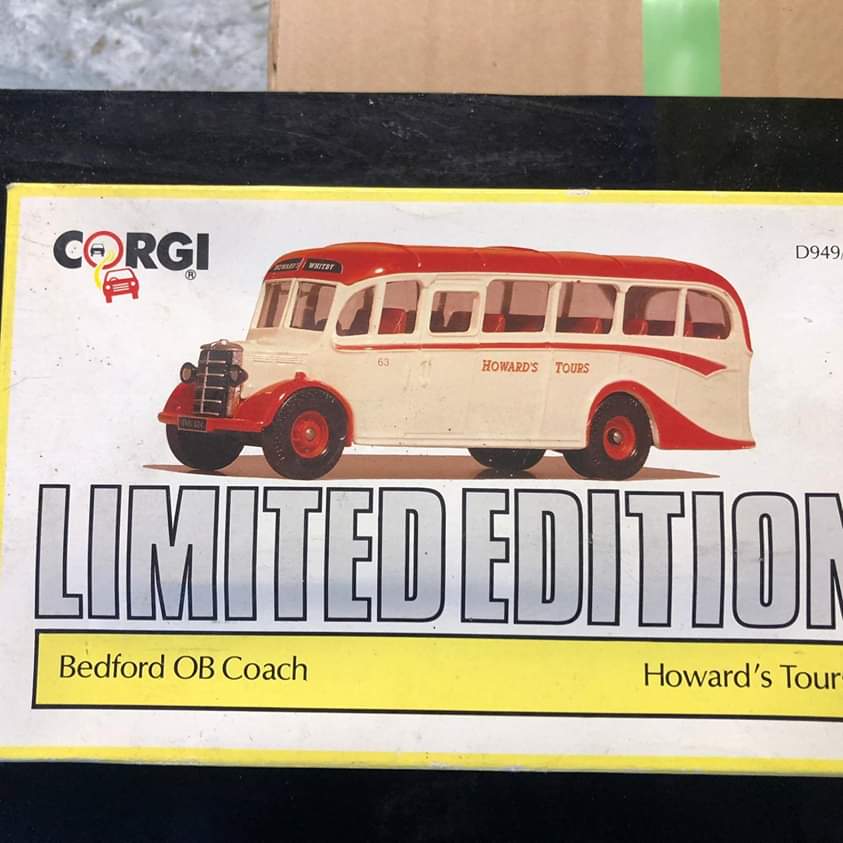 CORGI
®
D949/
HOWARD'S WHITBY
63
HOWARD'S TOURS
LIMITED EDITION
Bedford OB Coach
Howard's Tour